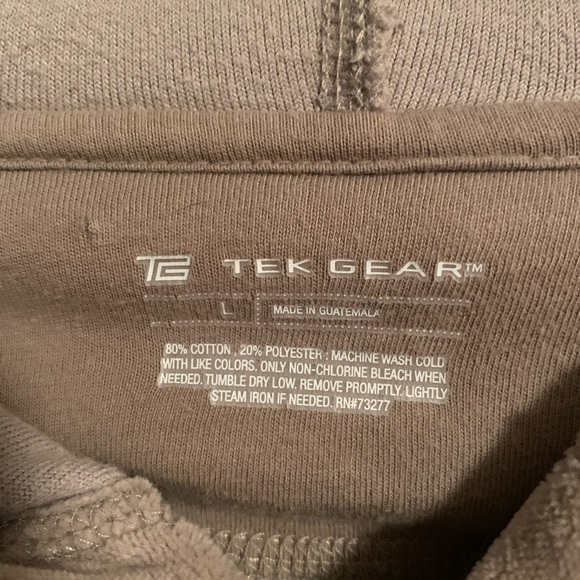 TG TEK GEAR™
L MADE IN GUATEMALA
80% COTTON , 20% POLYESTER : MACHINE WASH COLD
WITH LIKE COLORS. ONLY NON-CHLORINE BLEACH WHEN
NEEDED. TUMBLE DRY LOW. REMOVE PROMPTLY. LIGHTLY
STEAM IRON IF NEEDED. RN#73277